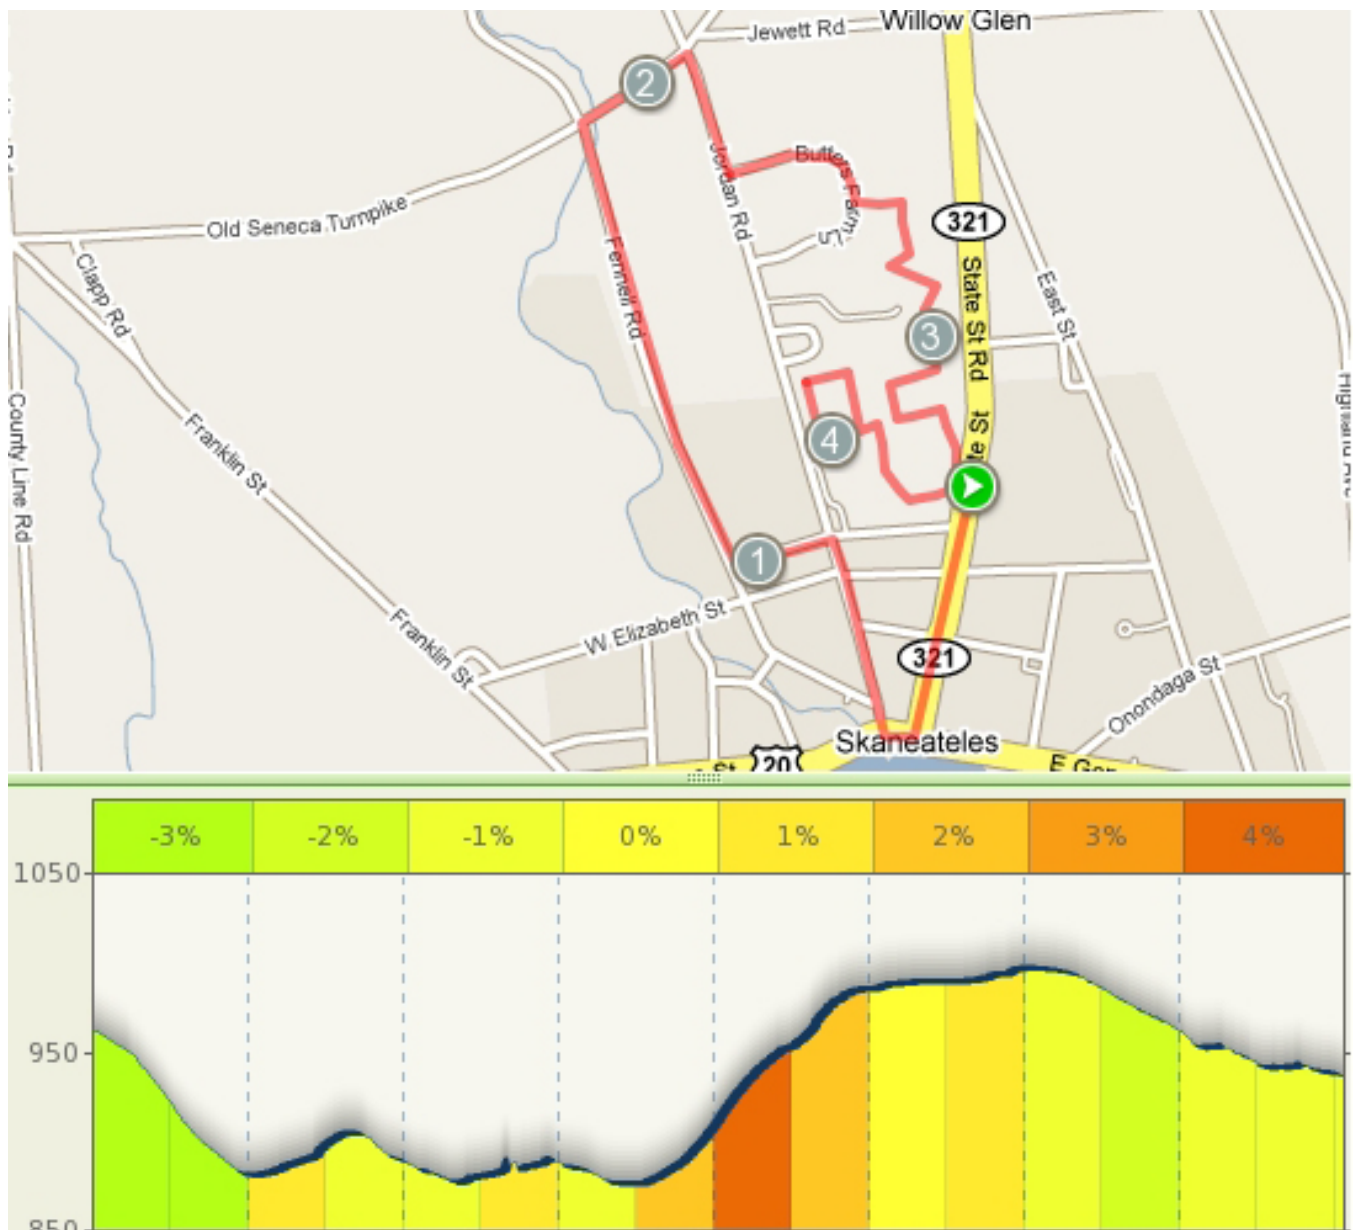 Willow Glen
Jewett Rd
2
Jordan Rd
Butters Farm
Ln
321
Old Seneca Turnpike
Clapp Rd
Fennell Rd
State St Rd
East St
3
County Line Rd
Franklin St
4
1
W Elizabeth St
Franklin St
321
Onondaga St
Skaneateles
20
-3%
-2%
-1%
0%
1%
2%
3%
4%
1050
950
850